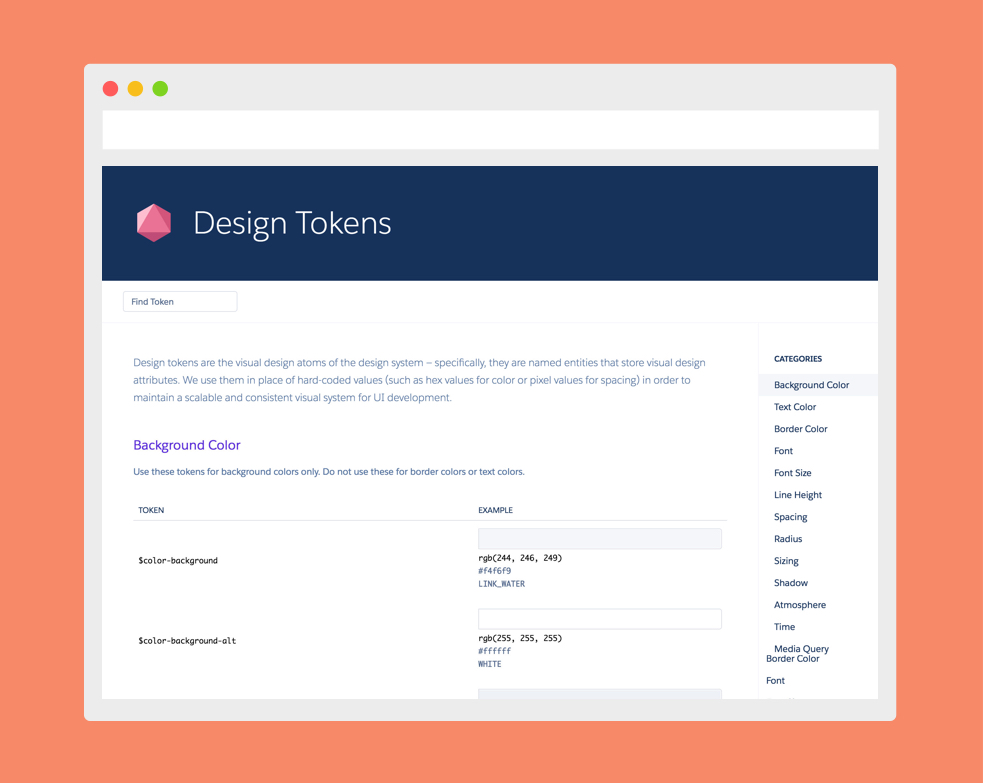 Design Tokens
Find Token
Design tokens are the visual design atoms of the design system – specifically, they are named entities that store visual design
attributes. We use them in place of hard-coded values (such as hex values for color or pixel values for spacing) in order to
maintain a scalable and consistent visual system for UI development.
Background Color
Use these tokens for background colors only. Do not use these for border colors or text colors.
TOKEN EXAMPLE
$color-background
rgb(244, 246, 249)
#f4f6f9
LINK_WATER
$color-background-alt
rgb(255, 255, 255)
#ffffff
WHITE
CATEGORIES
Background Color
Text Color
Border Color
Font
Font Size
Line Height
Spacing
Radius
Sizing
Shadow
Atmosphere
Time
Media Query
Border Color
Font